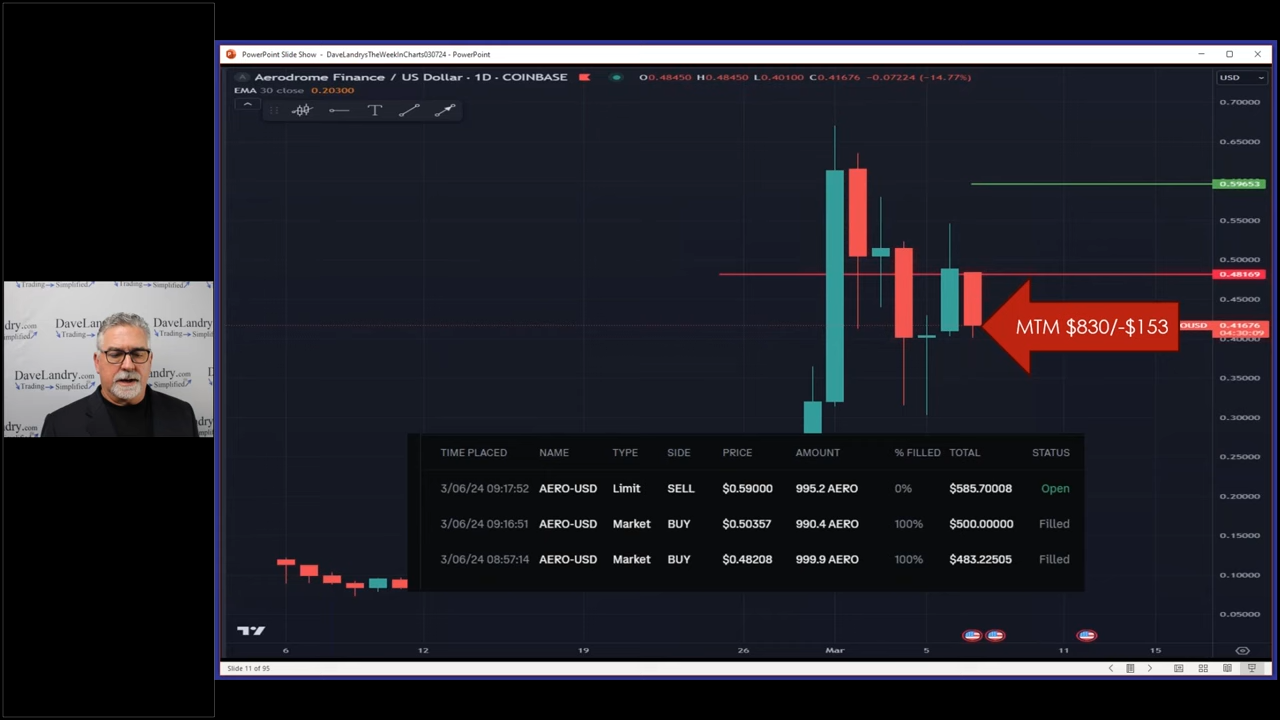 PowerPoint Slide Show - DaveLandrysTheWeekInCharts030724 - PowerPoint
Aerodrome Finance / US Dollar · 1D · COINBASE O0.48450 H0.48450 L0.40100 C0.41676 -0.07224 (-14.77%)
USD
EMA 30 close 0.20300
0.70000
0.65000
0.59653
0.55000
0.50000
0.48169
0.45000
MTM $830/-$153
OUSD 0.41676
04:30:09
0.40000
0.35000
0.30000
0.25000
0.20000
0.15000
0.10000
0.05000
TIME PLACED NAME TYPE SIDE PRICE AMOUNT % FILLED TOTAL STATUS
3/06/24 09:17:52 AERO-USD Limit SELL $0.59000 995.2 AERO 0% $585.70008 Open
3/06/24 09:16:51 AERO-USD Market BUY $0.50357 990.4 AERO 100% $500.00000 Filled
3/06/24 08:57:14 AERO-USD Market BUY $0.48208 999.9 AERO 100% $483.22505 Filled
6 12 19 26 Mar 5 11 15
Slide 11 of 95
DaveLandry.com
Trading - Simplified